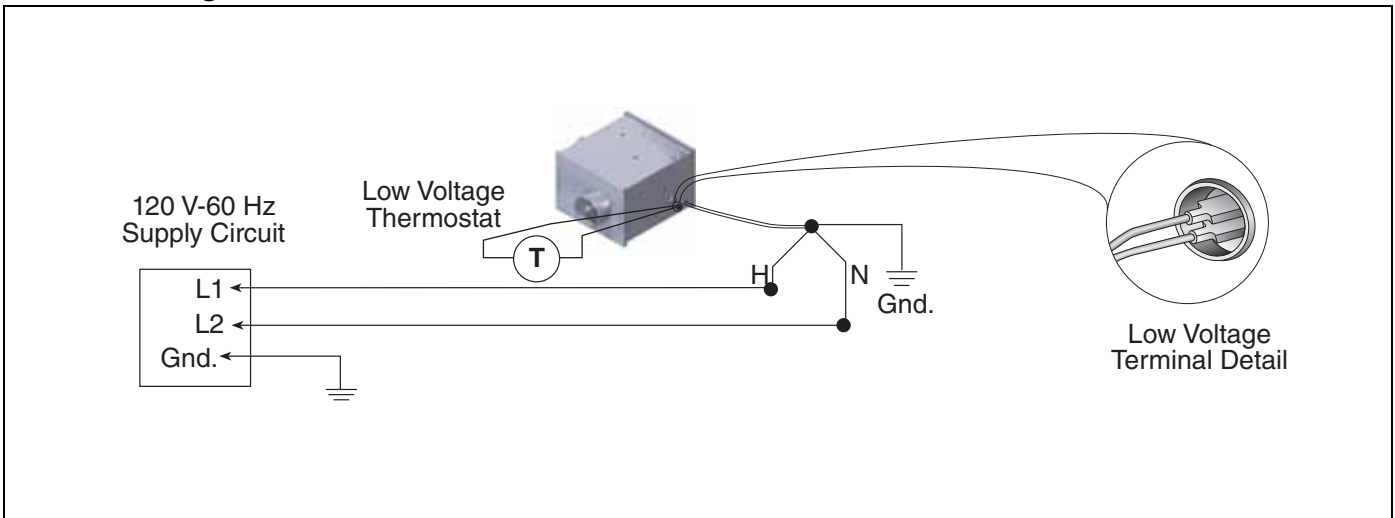 120 V-60 Hz
Supply Circuit
L1
L2
Gnd.
Low Voltage
Thermostat
T
H
N
Gnd.
Low Voltage
Terminal Detail